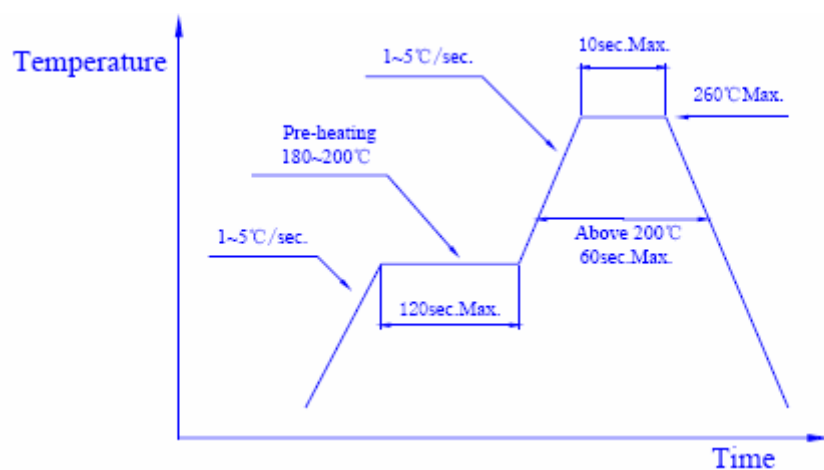 Temperature
1~5℃/sec.
10sec.Max.
260℃Max.
Pre-heating
180~200℃
1~5℃/sec.
Above 200℃
60sec.Max.
120sec.Max.
Time